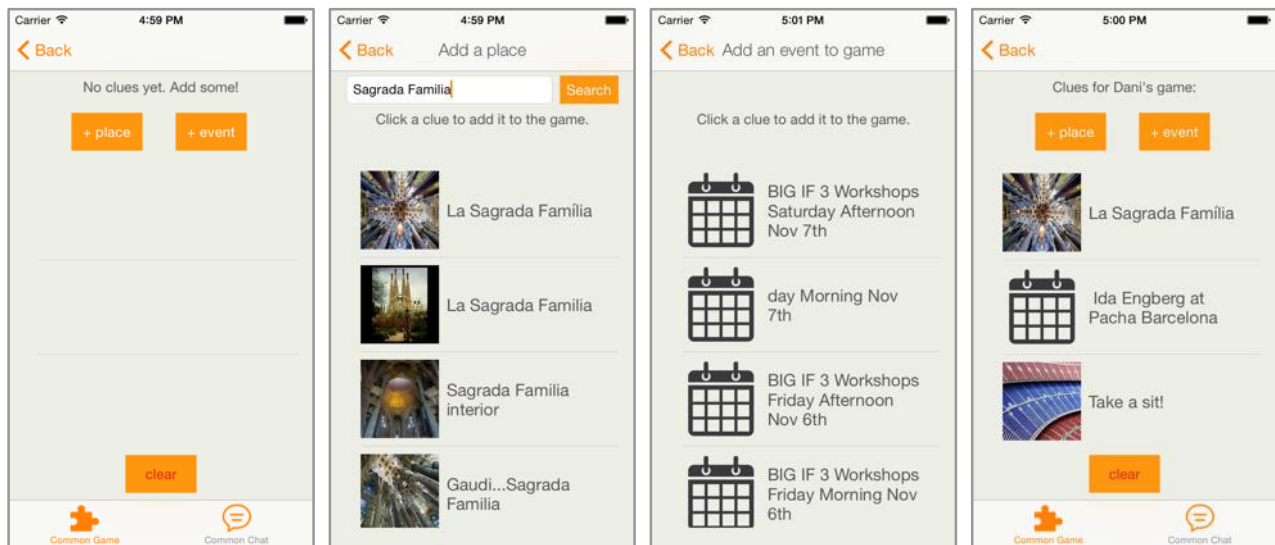 Carrier 4:59 PM
Back
No clues yet. Add some!
+ place + event
clear
Common Game Common Chat
Carrier 4:59 PM
Back Add a place
Sagrada Familia Search
Click a clue to add it to the game.
La Sagrada Família
La Sagrada Familia
Sagrada Familia
interior
Gaudi...Sagrada
Familia
Carrier 5:01 PM
Back Add an event to game
Click a clue to add it to the game.
BIG IF 3 Workshops
Saturday Afternoon
Nov 7th
day Morning Nov
7th
BIG IF 3 Workshops
Friday Afternoon
Nov 6th
BIG IF 3 Workshops
Friday Morning Nov
6th
Carrier 5:00 PM
Back
Clues for Dani's game:
+ place + event
La Sagrada Família
Ida Engberg at
Pacha Barcelona
Take a sit!
clear
Common Game Common Chat